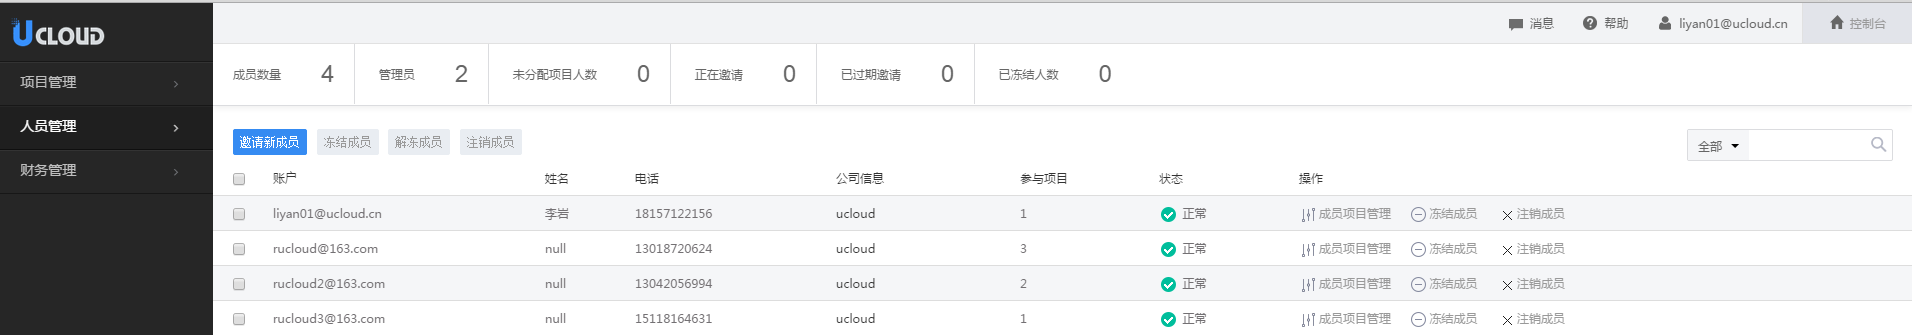 UCLOUD
项目管理
人员管理
财务管理
消息 帮助 liyan01@ucloud.cn 控制台
成员数量 4 管理员 2 未分配项目人数 0 正在邀请 0 已过期邀请 0 已冻结人数 0
邀请新成员 冻结成员 解冻成员 注销成员 全部
账户 姓名 电话 公司信息 参与项目 状态 操作
liyan01@ucloud.cn 李岩 18157122156 ucloud 1 正常 成员项目管理 冻结成员 注销成员
rucloud@163.com null 13018720624 ucloud 3 正常 成员项目管理 冻结成员 注销成员
rucloud2@163.com null 13042056994 ucloud 2 正常 成员项目管理 冻结成员 注销成员
rucloud3@163.com null 15118164631 ucloud 1 正常 成员项目管理 冻结成员 注销成员